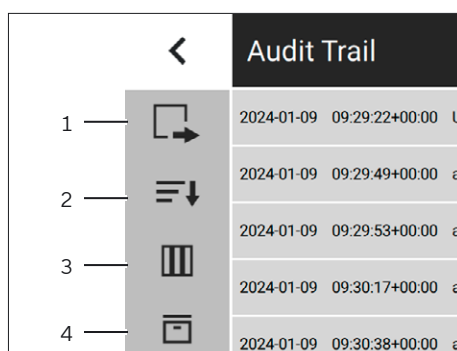 Audit Trail
1
2024-01-09 09:29:22+00:00 U
2024-01-09 09:29:49+00:00 a
2
2024-01-09 09:29:53+00:00 a
3
2024-01-09 09:30:17+00:00 a
4
2024-01-09 09:30:38+00:00 a